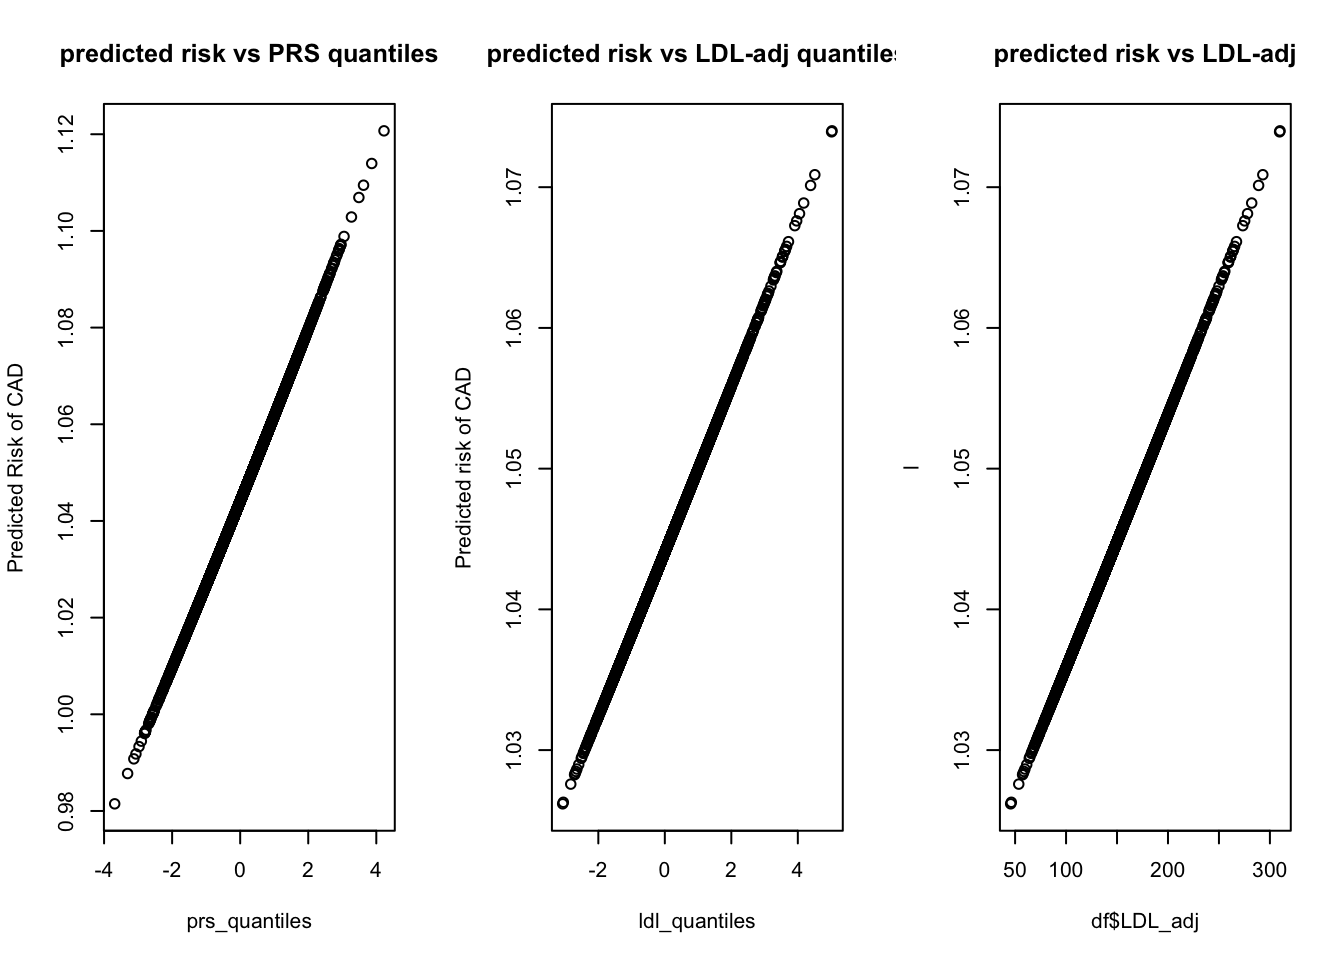 predicted risk vs PRS quantiles
Predicted Risk of CAD
0.98 1.00 1.02 1.04 1.06 1.08 1.10 1.12
-4 -2 0 2 4
prs_quantiles
predicted risk vs LDL-adj quantiles
Predicted risk of CAD
1.03 1.04 1.05 1.06 1.07
-2 0 2 4
ldl_quantiles
predicted risk vs LDL-adj
I
1.03 1.04 1.05 1.06 1.07
50 100 200 300
df$LDL_adj